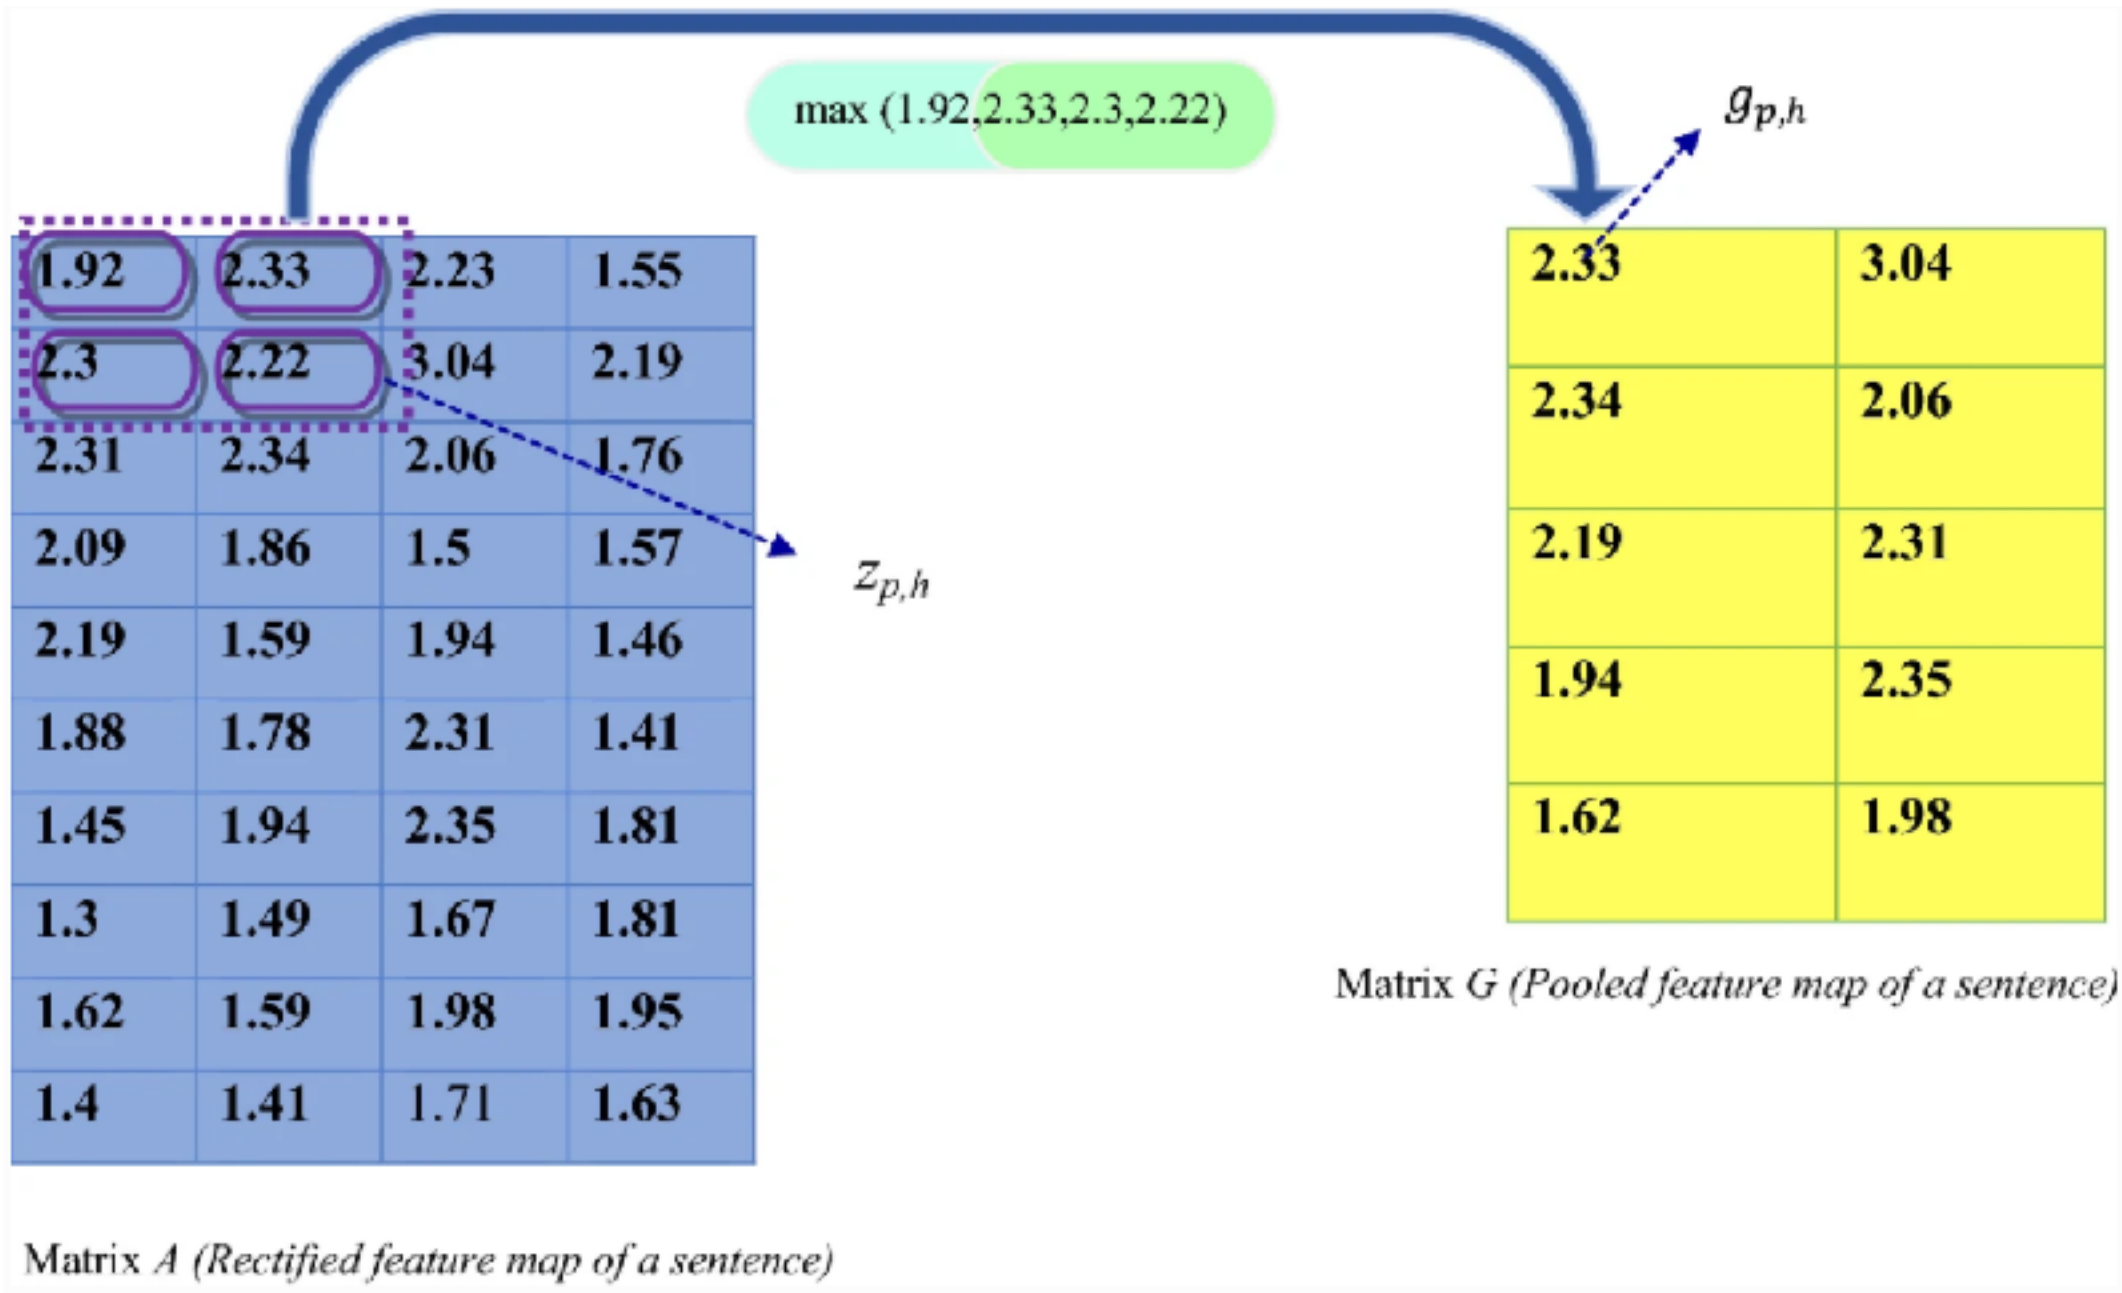 max (1.92,2.33,2.3,2.22)
g p,h
1.92 2.33 2.23 1.55
2.3 2.22 3.04 2.19
2.31 2.34 2.06 1.76
2.09 1.86 1.5 1.57
2.19 1.59 1.94 1.46
1.88 1.78 2.31 1.41
1.45 1.94 2.35 1.81
1.3 1.49 1.67 1.81
1.62 1.59 1.98 1.95
1.4 1.41 1.71 1.63
z p,h
2.33 3.04
2.34 2.06
2.19 2.31
1.94 2.35
1.62 1.98
Matrix G (Pooled feature map of a sentence)
Matrix A (Rectified feature map of a sentence)